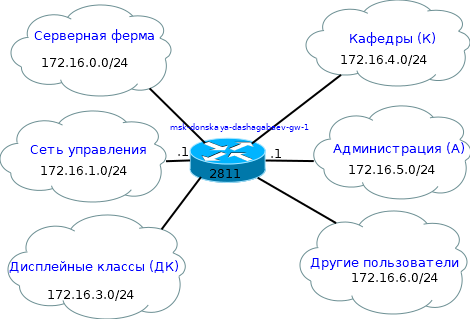 Серверная ферма
172.16.0.0/24
Кафедры (К)
172.16.4.0/24
msk-donskaya-dashagabaev-gw-1
Сеть управления
172.16.1.0/24
.1
.1
2811
Администрация (А)
172.16.5.0/24
Дисплейные классы (ДК)
172.16.3.0/24
Другие пользователи
172.16.6.0/24